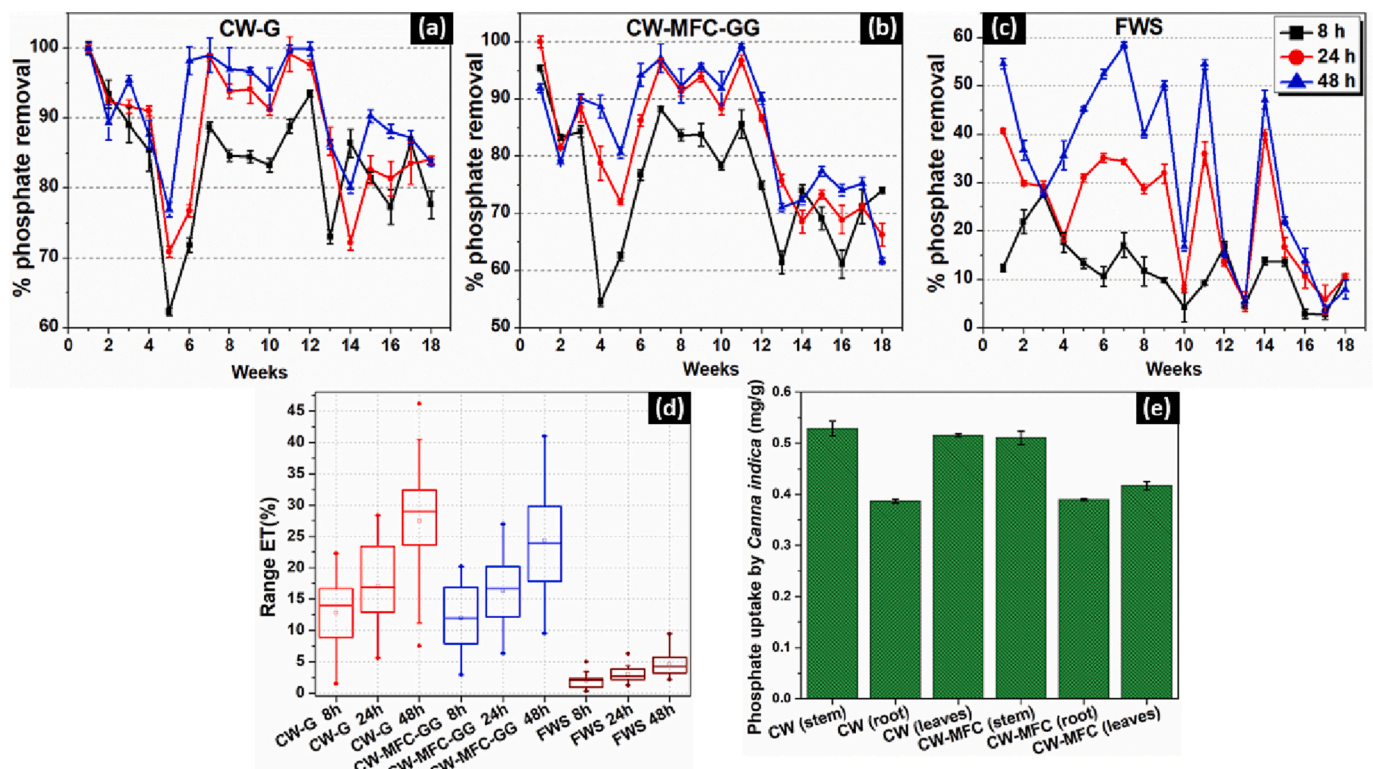 CW-G
(a)
% phosphate removal
100
90
80
70
60
0 2 4 6 8 10 12 14 16 18
Weeks
CW-MFC-GG
(b)
% phosphate removal
100
90
80
70
60
50
0 2 4 6 8 10 12 14 16 18
Weeks
FWS
(c)
8 h
24 h
48 h
% phosphate removal
60
50
40
30
20
10
0
0 2 4 6 8 10 12 14 16 18
Weeks
(d)
Range ET(%)
45
40
35
30
25
20
15
10
5
0
CW-G 8h
CW-G 24h
CW-G 48h
CW-MFC-GG 8h
CW-MFC-GG 24h
CW-MFC-GG 48h
FWS 8h
FWS 24h
FWS 48h
(e)
Phosphate uptake by Canna indica (mg/g)
0.6
0.5
0.4
0.3
0.2
0.1
0.0
CW (stem)
CW (root)
CW (leaves)
CW-MFC (stem)
CW-MFC (root)
CW-MFC (leaves)